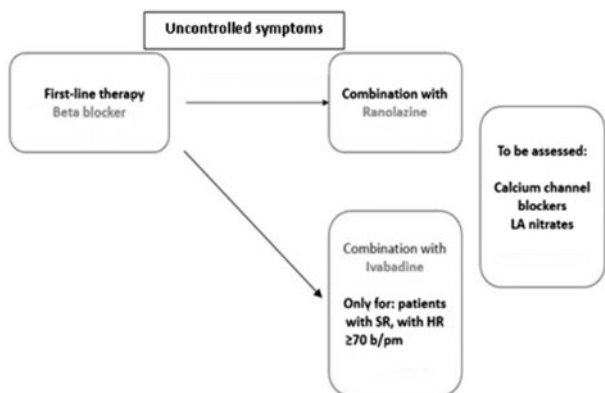 Uncontrolled symptoms
First-line therapy
Beta blocker
Combination with
Ranolazine
To be assessed:
Calcium channel
blockers
LA nitrates
Combination with
Ivabadine
Only for: patients
with SR, with HR
≥70 b/pm